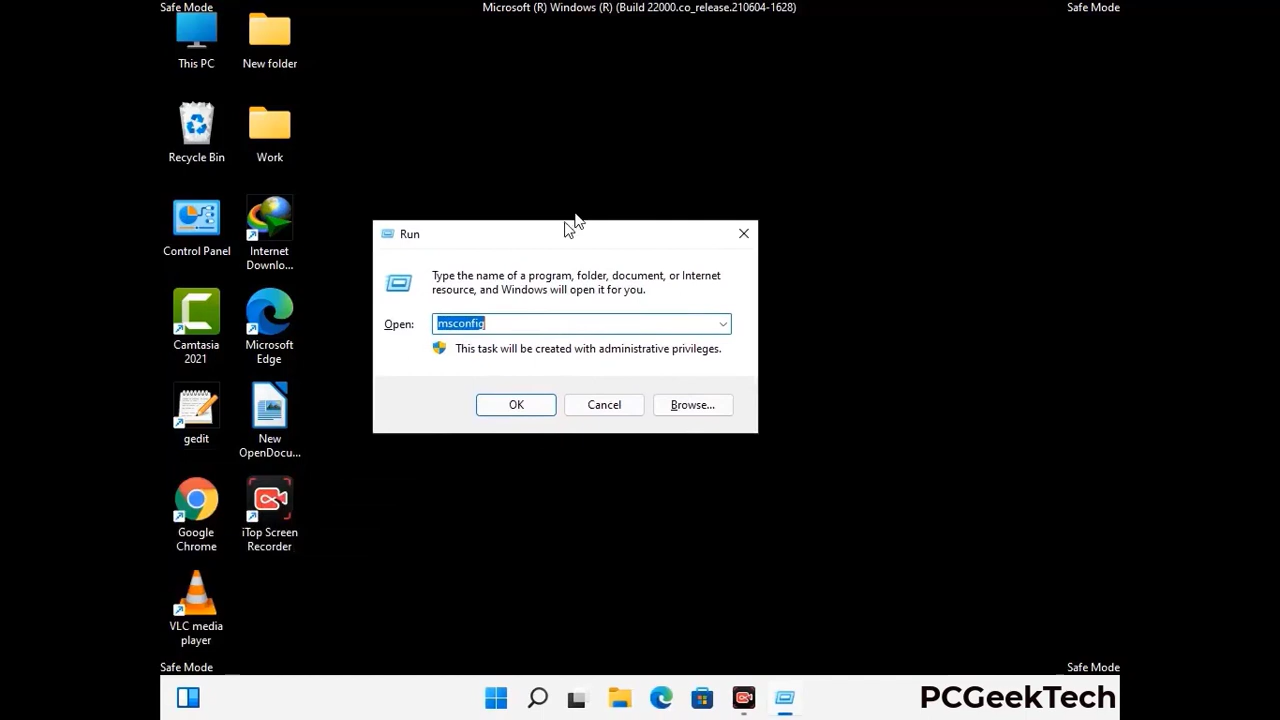 Safe Mode
Microsoft (R) Windows (R) (Build 22000.co_release.210604-1628)
Safe Mode
This PC
New folder
Recycle Bin
Work
Control Panel
Internet
Downlo...
Camtasia
2021
Microsoft
Edge
gedit
New
OpenDocu...
Google
Chrome
iTop Screen
Recorder
VLC media
player
Run
Type the name of a program, folder, document, or Internet
resource, and Windows will open it for you.
Open:
msconfig
This task will be created with administrative privileges.
OK
Cancel
Browse...
Safe Mode
Safe Mode
PCGeekTech